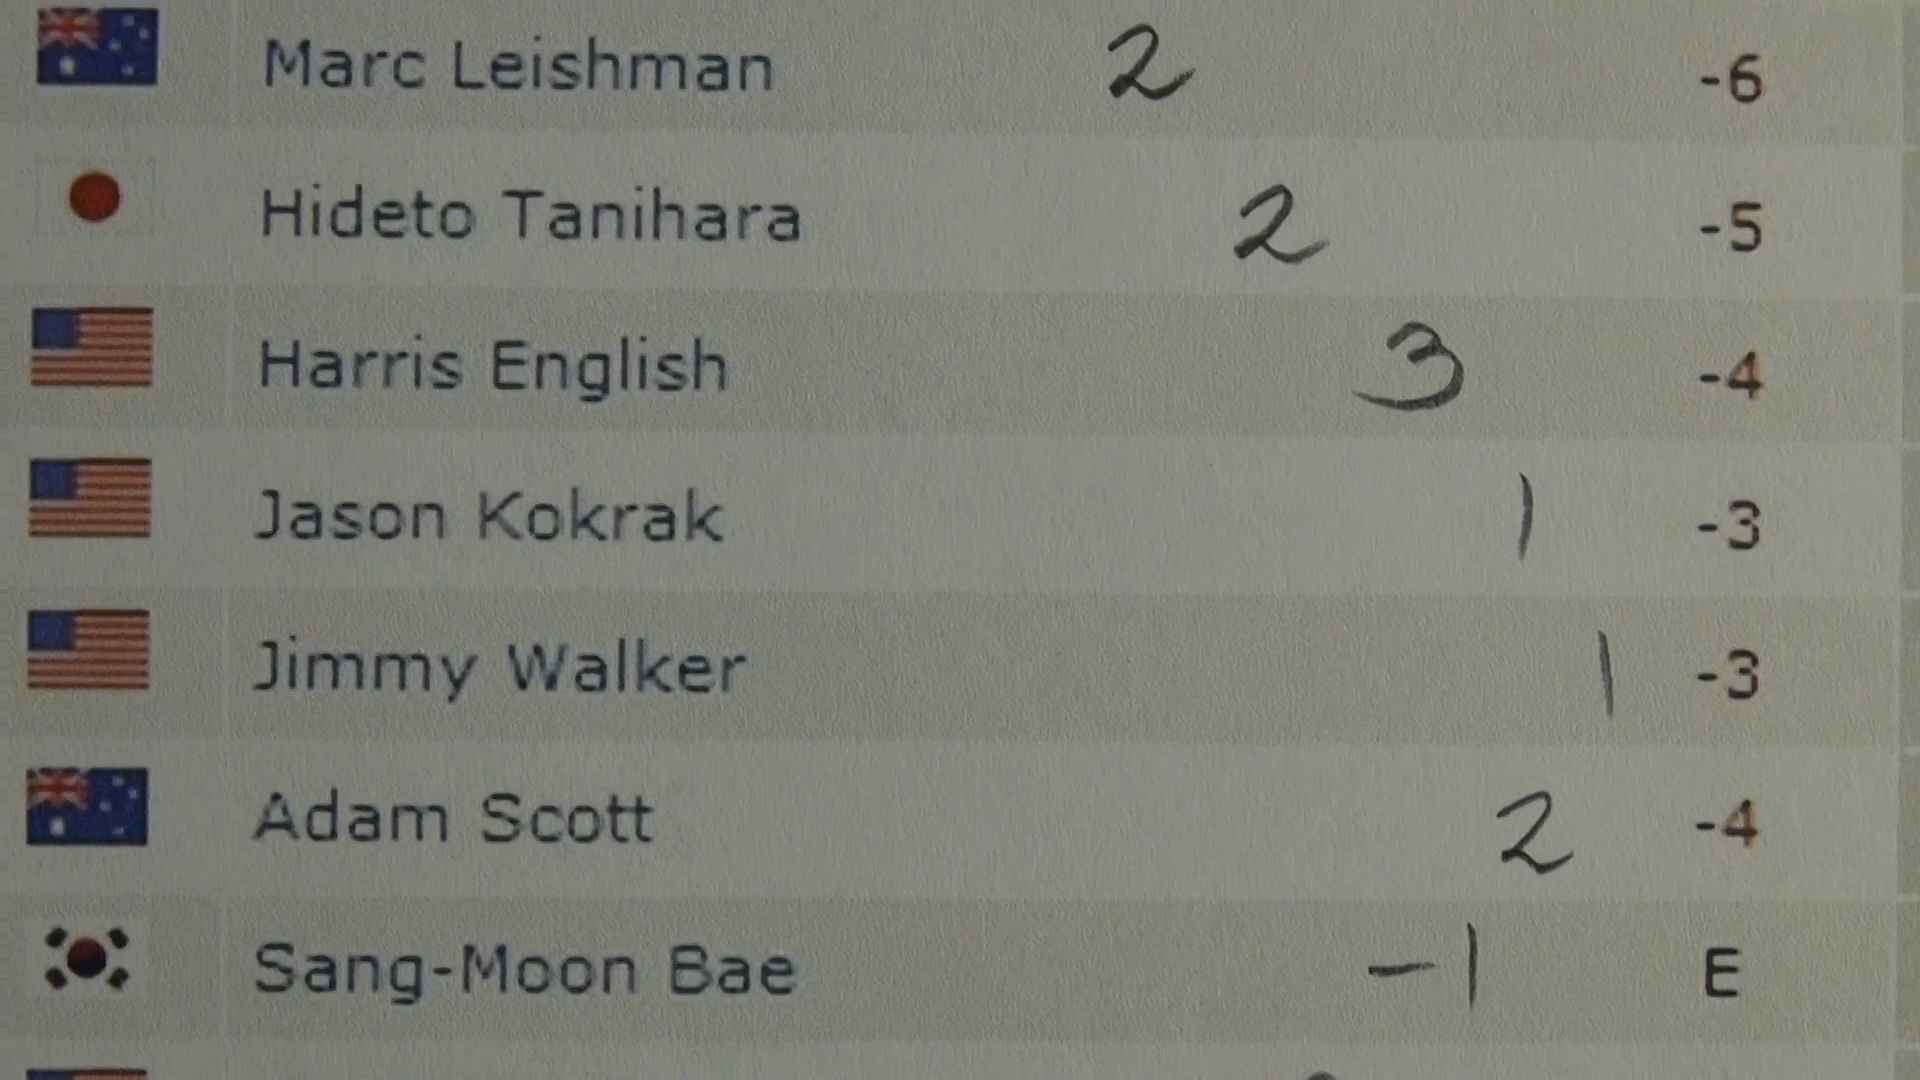 Marc Leishman 2 -6
Hideto Tanihara 2 -5
Harris English 3 -4
Jason Kokrak 1 -3
Jimmy Walker 1 -3
Adam Scott 2 -4
Sang-Moon Bae -1 E